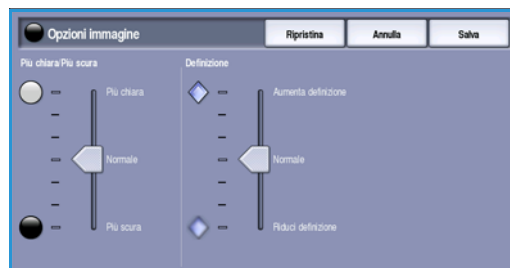 Opzioni immagine
Ripristina
Annulla
Salva
Più chiara/Più scura
Più chiara
Normale
Più scura
Definizione
Aumenta definizione
Normale
Riduci definizione